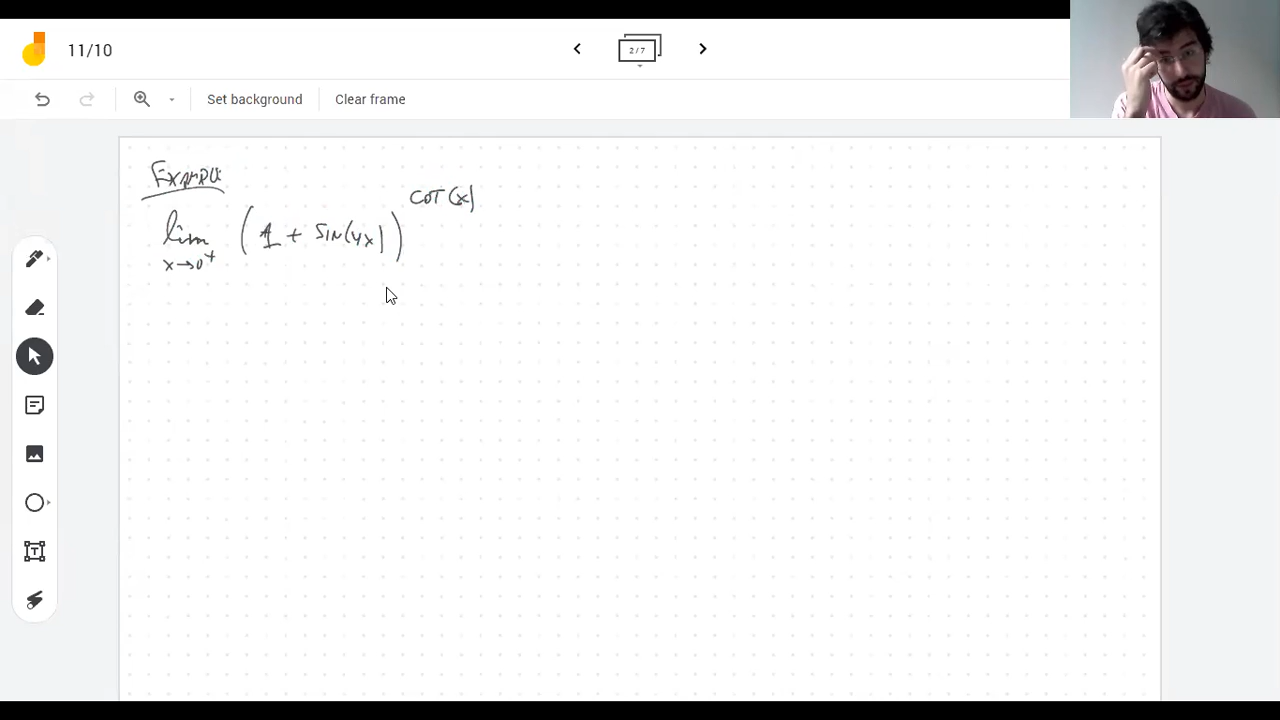 11/10
2 / 7
Set background
Clear frame
Example
lim x→0⁺ (1 + sin(4x))^cot(x)